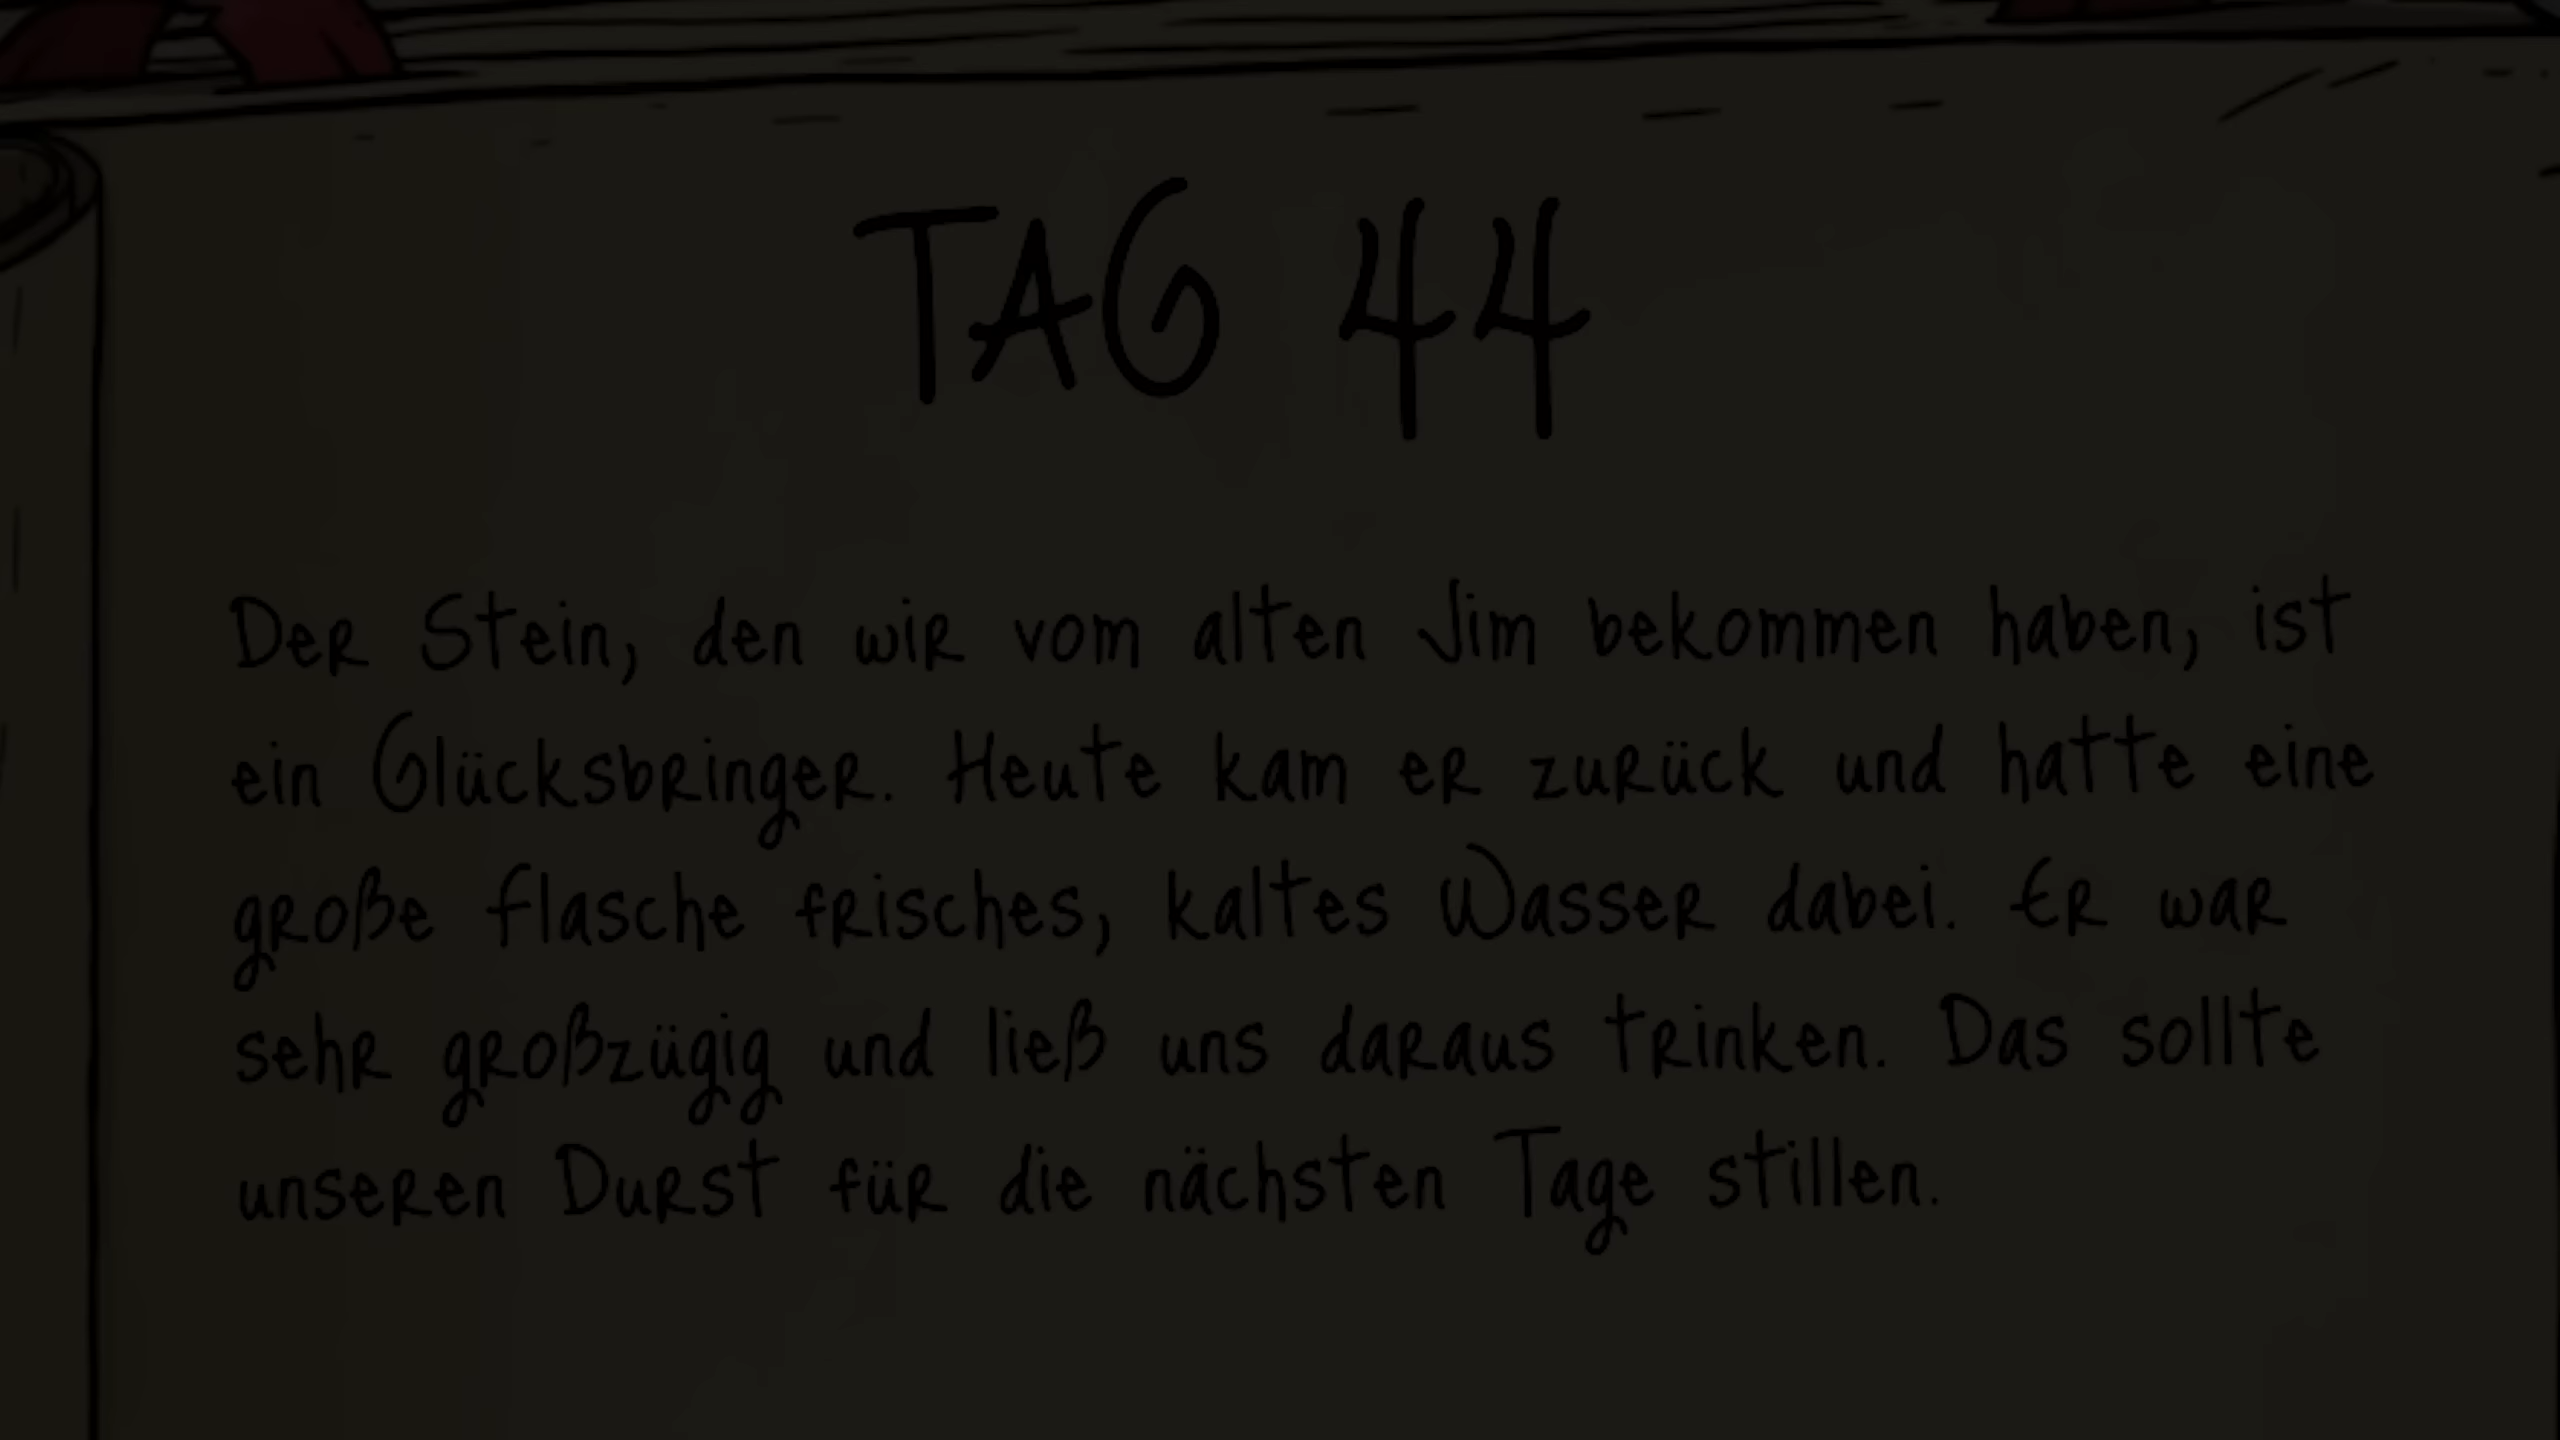 TAG 44
Der Stein, den wir vom alten Jim bekommen haben, ist
ein Glücksbringer. Heute kam er zurück und hatte eine
große Flasche frisches, kaltes Wasser dabei. Er war
sehr großzügig und ließ uns daraus trinken. Das sollte
unseren Durst für die nächsten Tage stillen.